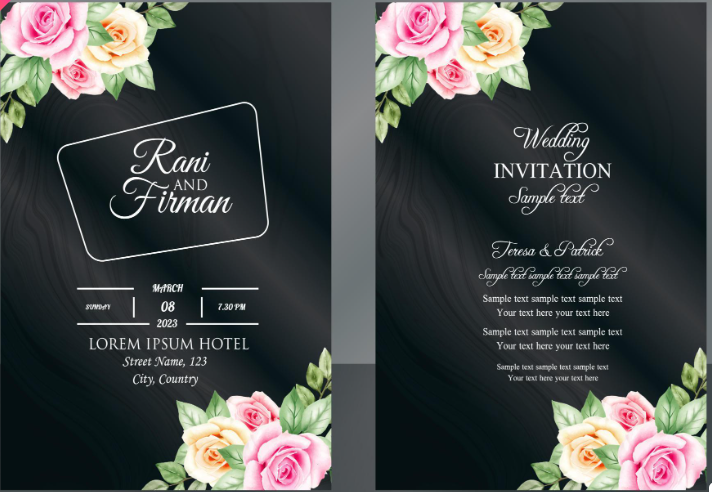 Rani
AND
Firman
MARCH
SUNDAY
08
7.30 PM
2023
LOREM IPSUM HOTEL
Street Name, 123
City, Country
Wedding
INVITATION
Sample text
Teresa & Patrick
Sample text sample text sample text
Sample text sample text sample text
Your text here your text here
Sample text sample text sample text
Your text here your text here
Sample text sample text sample text
Your text here your text here